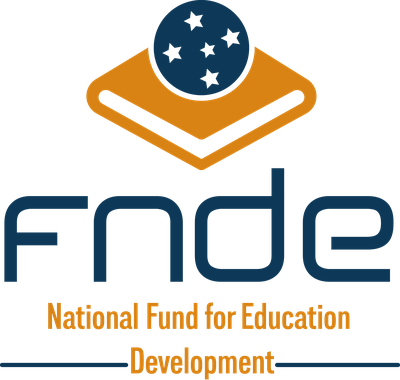 fnde
National Fund for Education
Development